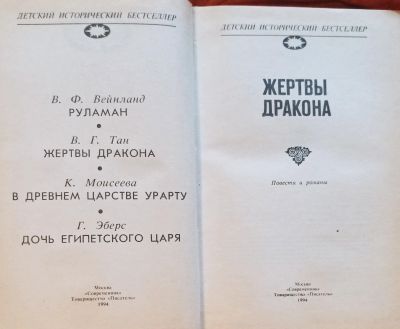 ДЕТСКИЙ ИСТОРИЧЕСКИЙ БЕСТСЕЛЛЕР
В. Ф. Вейнланд
РУЛАМАН
В. Г. Тан
ЖЕРТВЫ ДРАКОНА
К. Моисеева
В ДРЕВНЕМ ЦАРСТВЕ УРАРТУ
Г. Эберс
ДОЧЬ ЕГИПЕТСКОГО ЦАРЯ
Москва
«Современник»
Товарищество «Писатель»
1994
ДЕТСКИЙ ИСТОРИЧЕСКИЙ БЕСТСЕЛЛЕР
ЖЕРТВЫ
ДРАКОНА
Повести и романы
Москва
«Современник»
Товарищество «Писатель»
1994